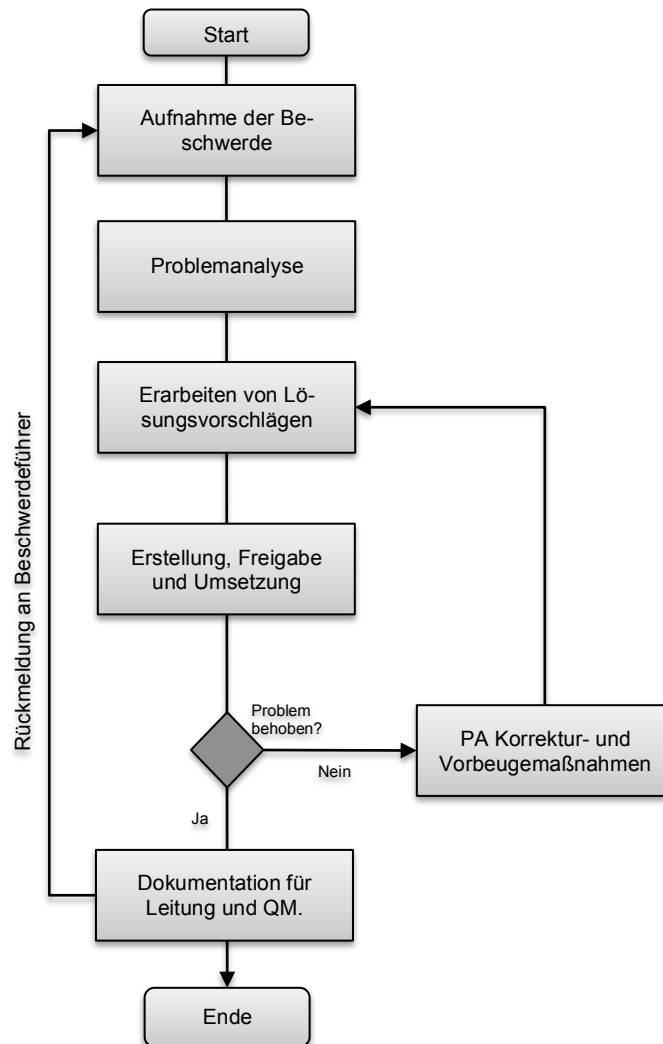 Start
Aufnahme der Be-
schwerde
Problemanalyse
Erarbeiten von Lö-
sungsvorschlägen
Erstellung, Freigabe
und Umsetzung
Problem
behoben?
Nein
PA Korrektur- und
Vorbeugemaßnahmen
Ja
Dokumentation für
Leitung und QM.
Ende
Rückmeldung an Beschwerdeführer